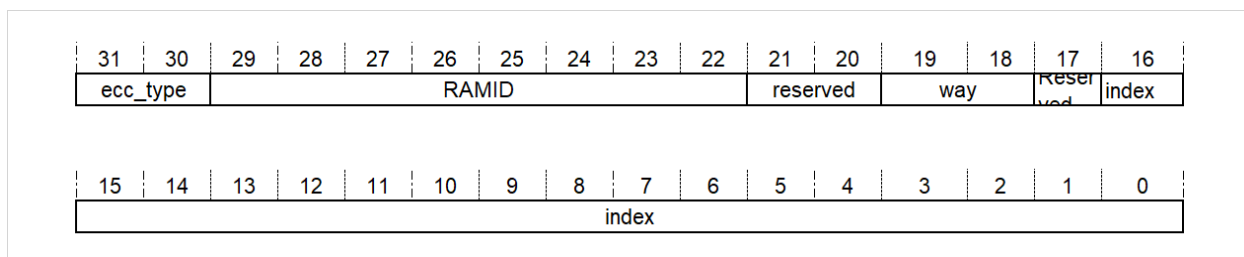 31 30 29 28 27 26 25 24 23 22 21 20 19 18 17 16
ecc_type RAMID reserved way Reser index
ved
15 14 13 12 11 10 9 8 7 6 5 4 3 2 1 0
index